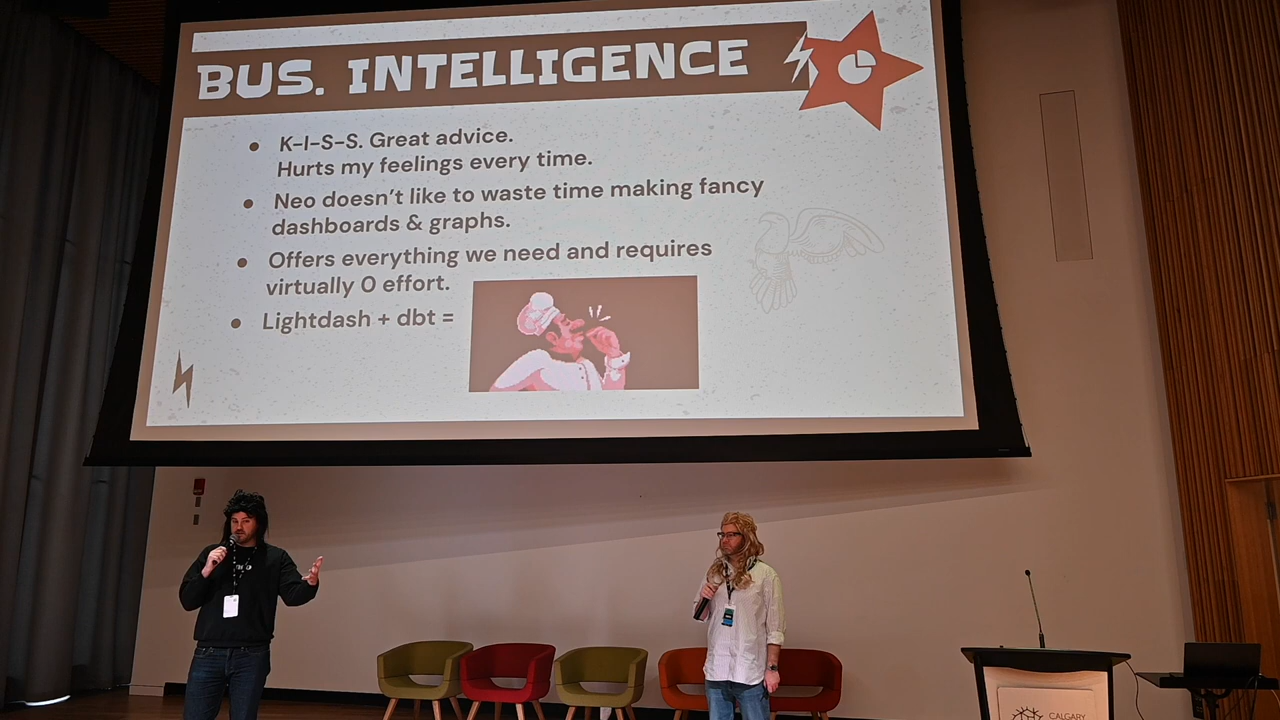 BUS. INTELLIGENCE
K-I-S-S. Great advice.
Hurts my feelings every time.
Neo doesn't like to waste time making fancy
dashboards & graphs.
Offers everything we need and requires
virtually 0 effort.
Lightdash + dbt =
CALGARY